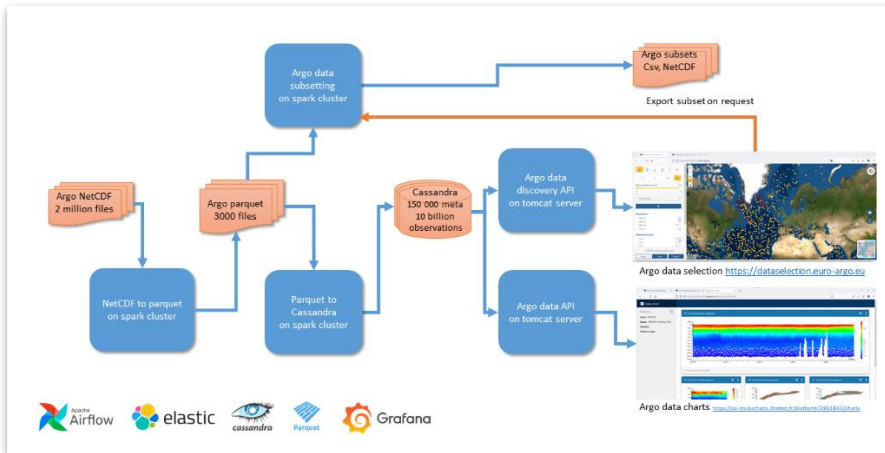 Argo data
subsetting
on spark cluster
Argo subsets
Csv, NetCDF
Export subset on request
Argo NetCDF
2 million files
Argo parquet
3000 files
Cassandra
150 000 meta
10 billion
observations
Argo data
discovery API
on tomcat server
Argo data selection https://dataselection.euro-argo.eu
NetCDF to parquet
on spark cluster
Parquet to
Cassandra
on spark cluster
Argo data API
on tomcat server
Argo data charts
Apache
Airflow
elastic
cassandra
Parquet
Grafana